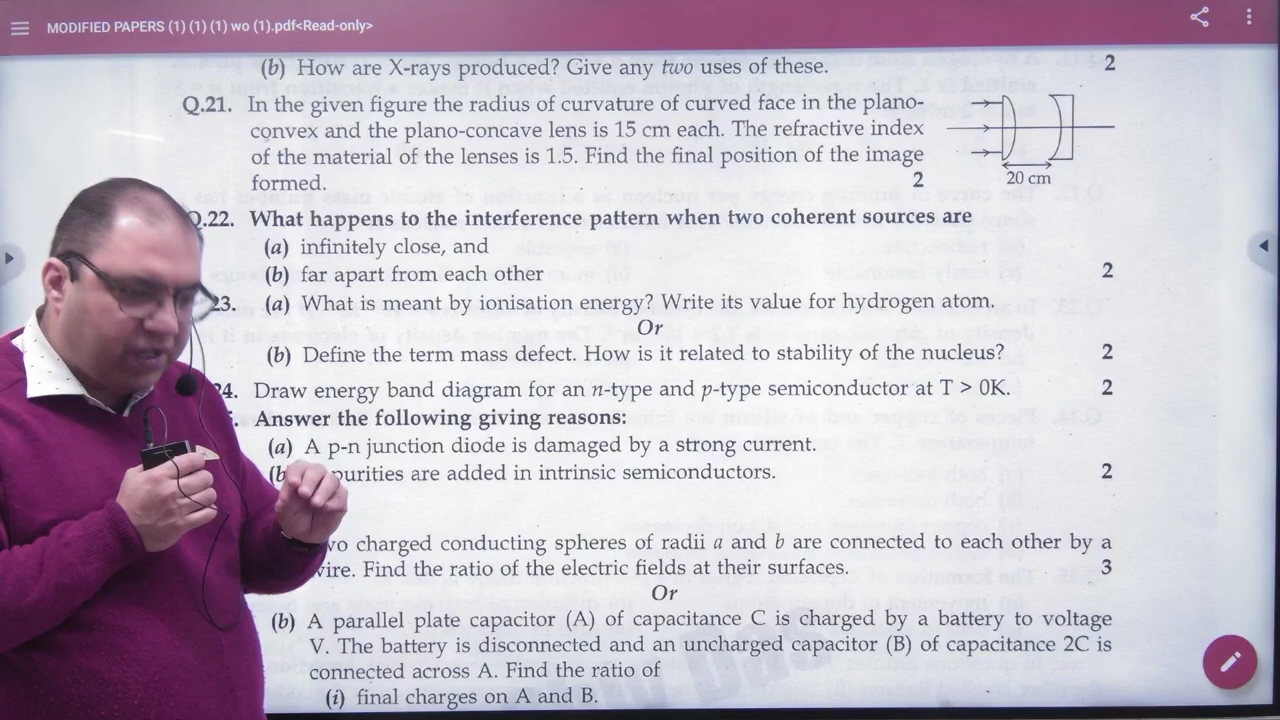 MODIFIED PAPERS (1) (1) (1) wo (1).pdf<Read-only>
(b) How are X-rays produced? Give any two uses of these. 2
Q.21. In the given figure the radius of curvature of curved face in the plano-
convex and the plano-concave lens is 15 cm each. The refractive index
of the material of the lenses is 1.5. Find the final position of the image
formed. 2
20 cm
Q.22. What happens to the interference pattern when two coherent sources are
(a) infinitely close, and
(b) far apart from each other 2
23. (a) What is meant by ionisation energy? Write its value for hydrogen atom.
Or
(b) Define the term mass defect. How is it related to stability of the nucleus? 2
24. Draw energy band diagram for an n-type and p-type semiconductor at T > 0K. 2
Answer the following giving reasons:
(a) A p-n junction diode is damaged by a strong current.
(b purities are added in intrinsic semiconductors. 2
wo charged conducting spheres of radii a and b are connected to each other by a
wire. Find the ratio of the electric fields at their surfaces. 3
Or
(b) A parallel plate capacitor (A) of capacitance C is charged by a battery to voltage
V. The battery is disconnected and an uncharged capacitor (B) of capacitance 2C is
connected across A. Find the ratio of
(i) final charges on A and B.